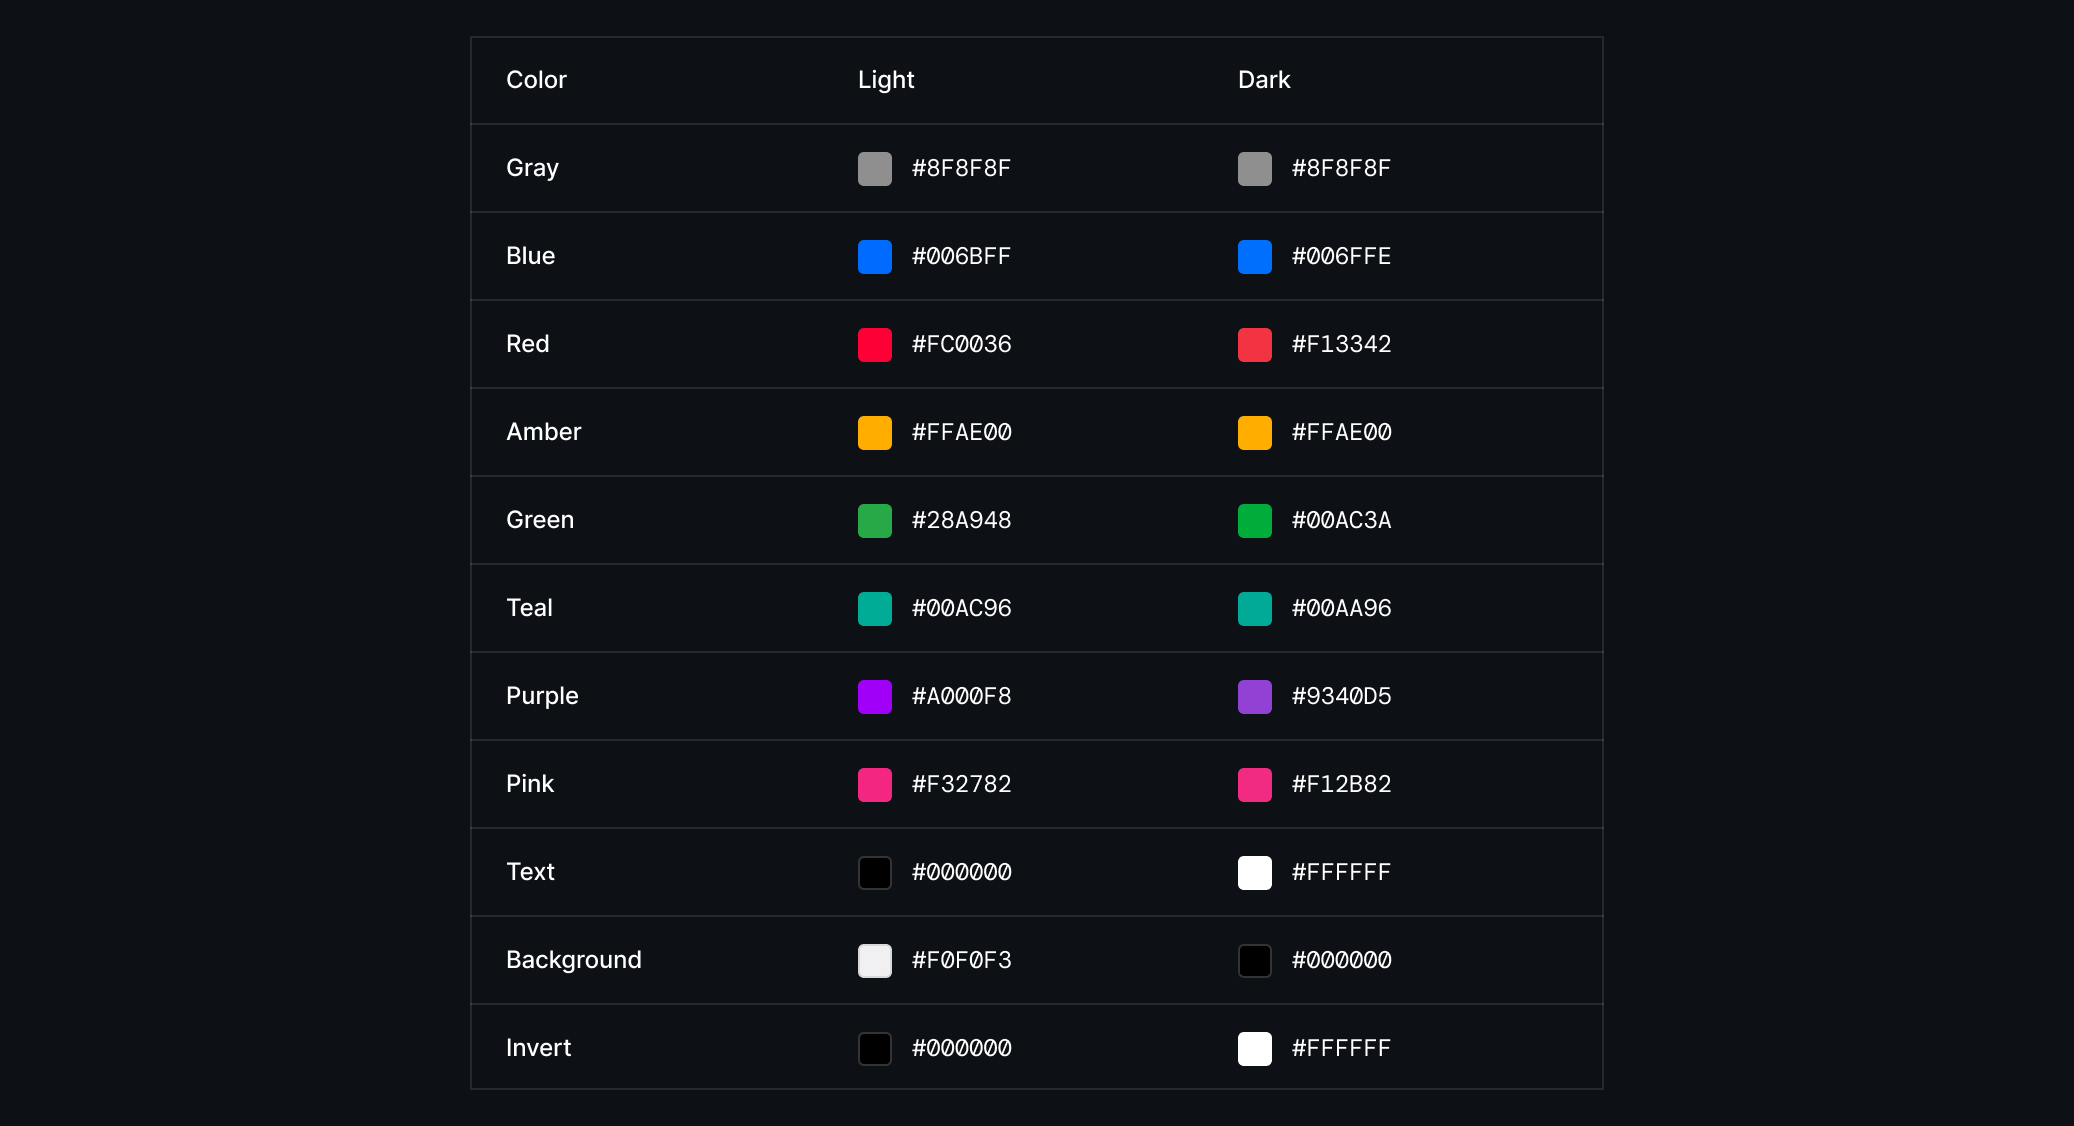 Color Light Dark
Gray #8F8F8F #8F8F8F
Blue #006BFF #006FFE
Red #FC0036 #F13342
Amber #FFAE00 #FFAE00
Green #28A948 #00AC3A
Teal #00AC96 #00AA96
Purple #A000F8 #9340D5
Pink #F32782 #F12B82
Text #000000 #FFFFFF
Background #F0F0F3 #000000
Invert #000000 #FFFFFF